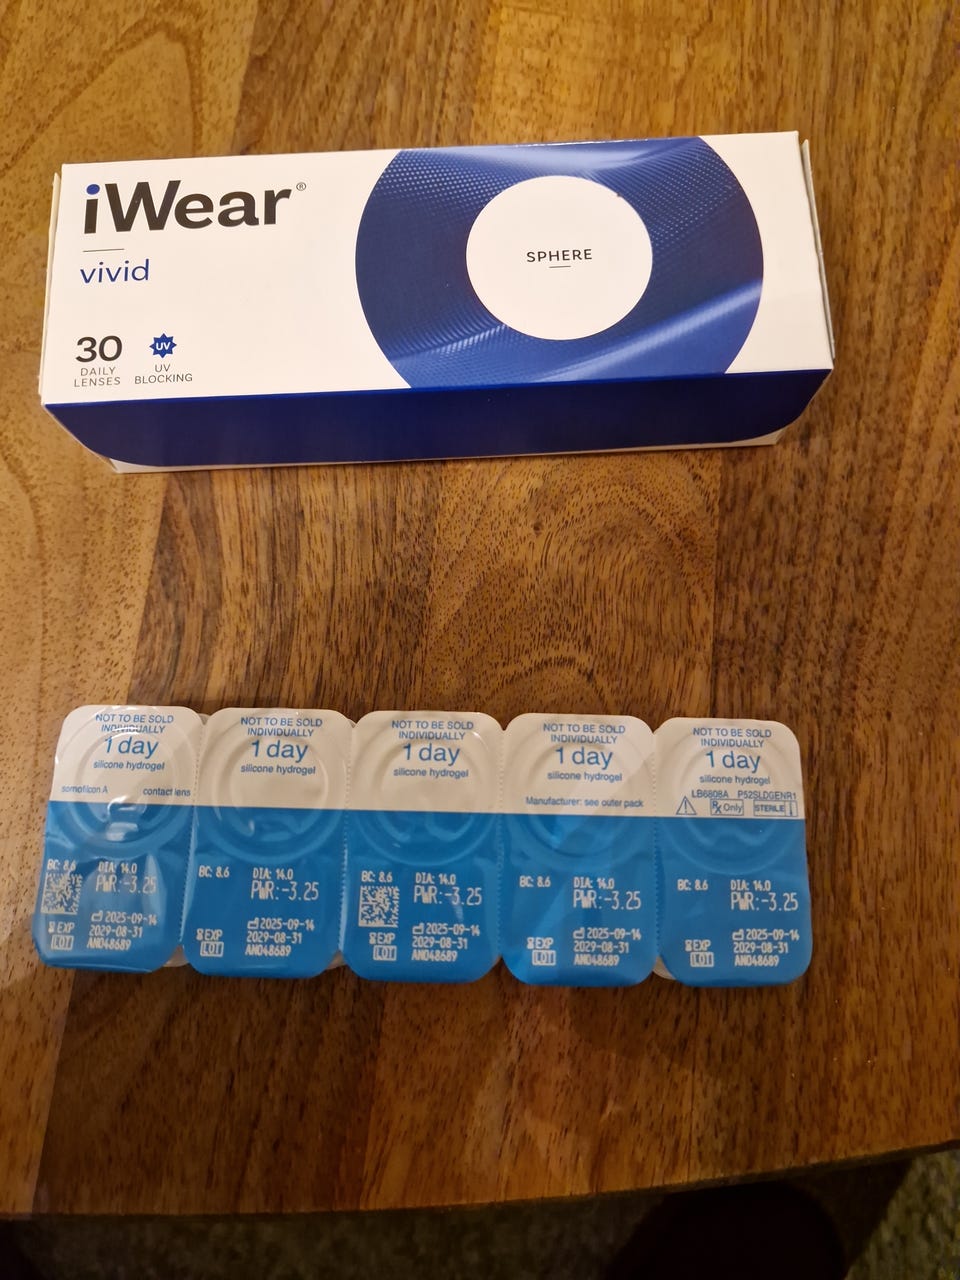 iWear®
vivid
SPHERE
30
DAILY
LENSES
UV
UV
BLOCKING
NOT TO BE SOLD
INDIVIDUALLY
1 day
silicone hydrogel
somofilcon A contact lens
BC: 8.6 DIA: 14.0
PWR:-3.25
2025-09-14
EXP 2029-08-31
LOT AN048689
NOT TO BE SOLD
INDIVIDUALLY
1 day
silicone hydrogel
BC: 8.6 DIA: 14.0
PWR:-3.25
2025-09-14
EXP 2029-08-31
LOT AN048689
NOT TO BE SOLD
INDIVIDUALLY
1 day
silicone hydrogel
BC: 8.6 DIA: 14.0
PWR:-3.25
2025-09-14
EXP 2029-08-31
LOT AN048689
NOT TO BE SOLD
INDIVIDUALLY
1 day
silicone hydrogel
Manufacturer: see outer pack
BC: 8.6 DIA: 14.0
PWR:-3.25
2025-09-14
EXP 2029-08-31
LOT AN048689
NOT TO BE SOLD
INDIVIDUALLY
1 day
silicone hydrogel
LB6808A P52SLDGENR1
Rx Only STERILE
BC: 8.6 DIA: 14.0
PWR:-3.25
2025-09-14
EXP 2029-08-31
LOT AN048689